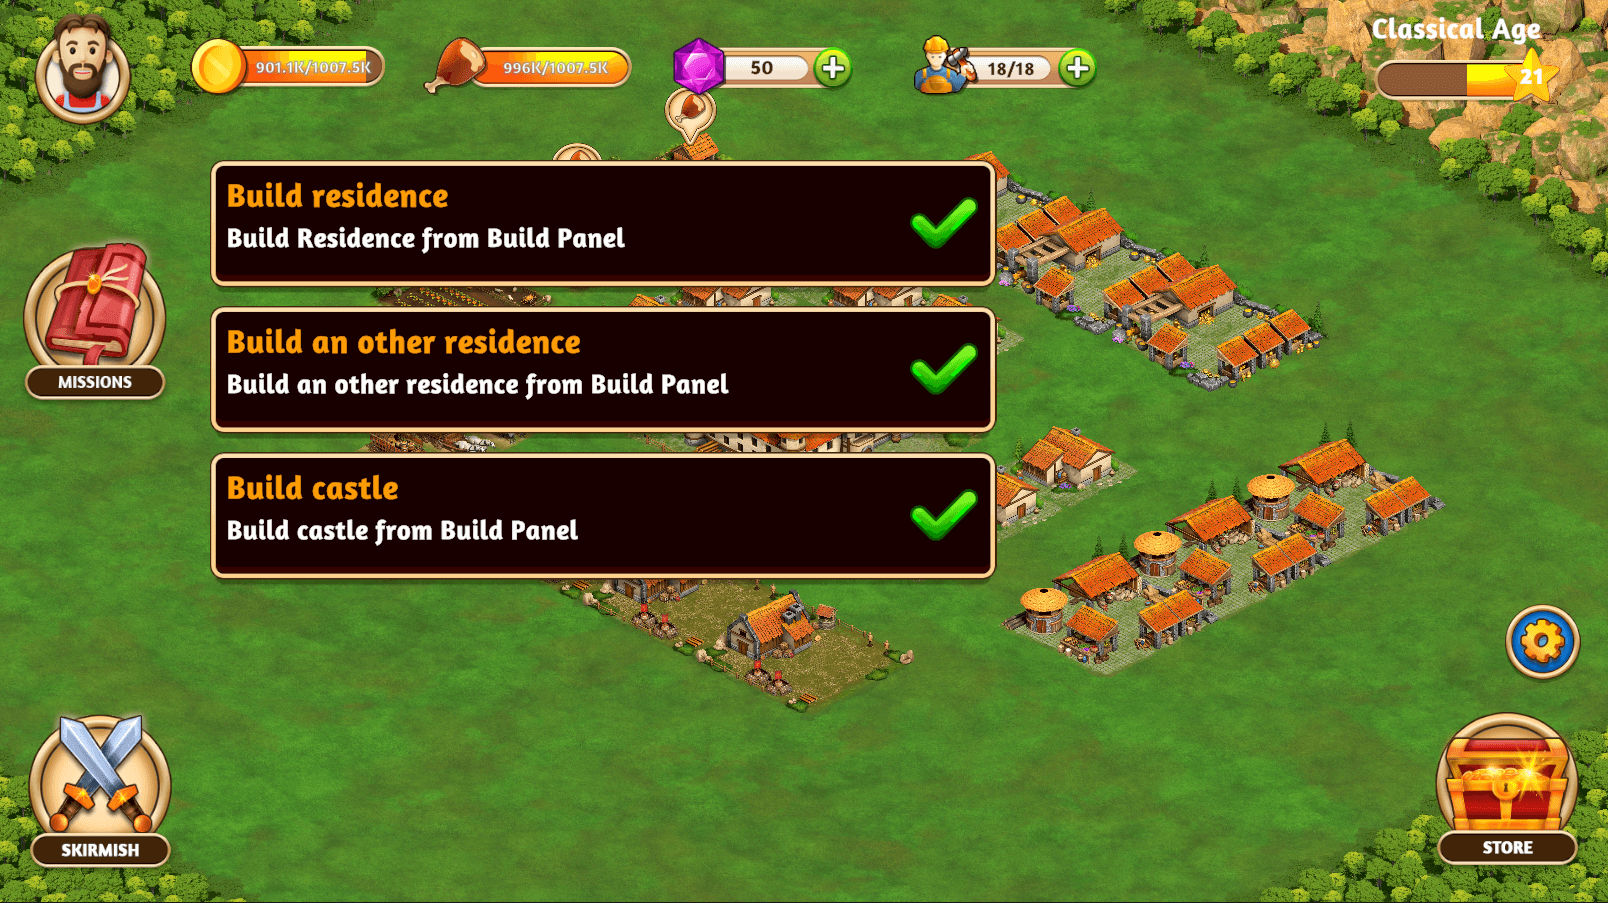 Classical Age
901.1K/1007.5K
996K/1007.5K
50
18/18
21
Build residence
Build Residence from Build Panel
Build an other residence
Build an other residence from Build Panel
MISSIONS
Build castle
Build castle from Build Panel
SKIRMISH
STORE